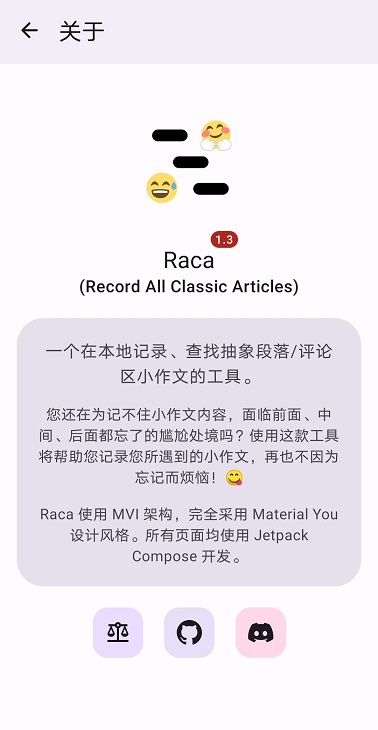 关于
1.3
Raca
(Record All Classic Articles)
一个在本地记录、查找抽象段落/评论
区小作文的工具。
您还在为记不住小作文内容，面临前面、中
间、后面都忘了的尴尬处境吗？使用这款工具
将帮助您记录您所遇到的小作文，再也不因为
忘记而烦恼！😋
Raca 使用 MVI 架构，完全采用 Material You
设计风格。所有页面均使用 Jetpack
Compose 开发。